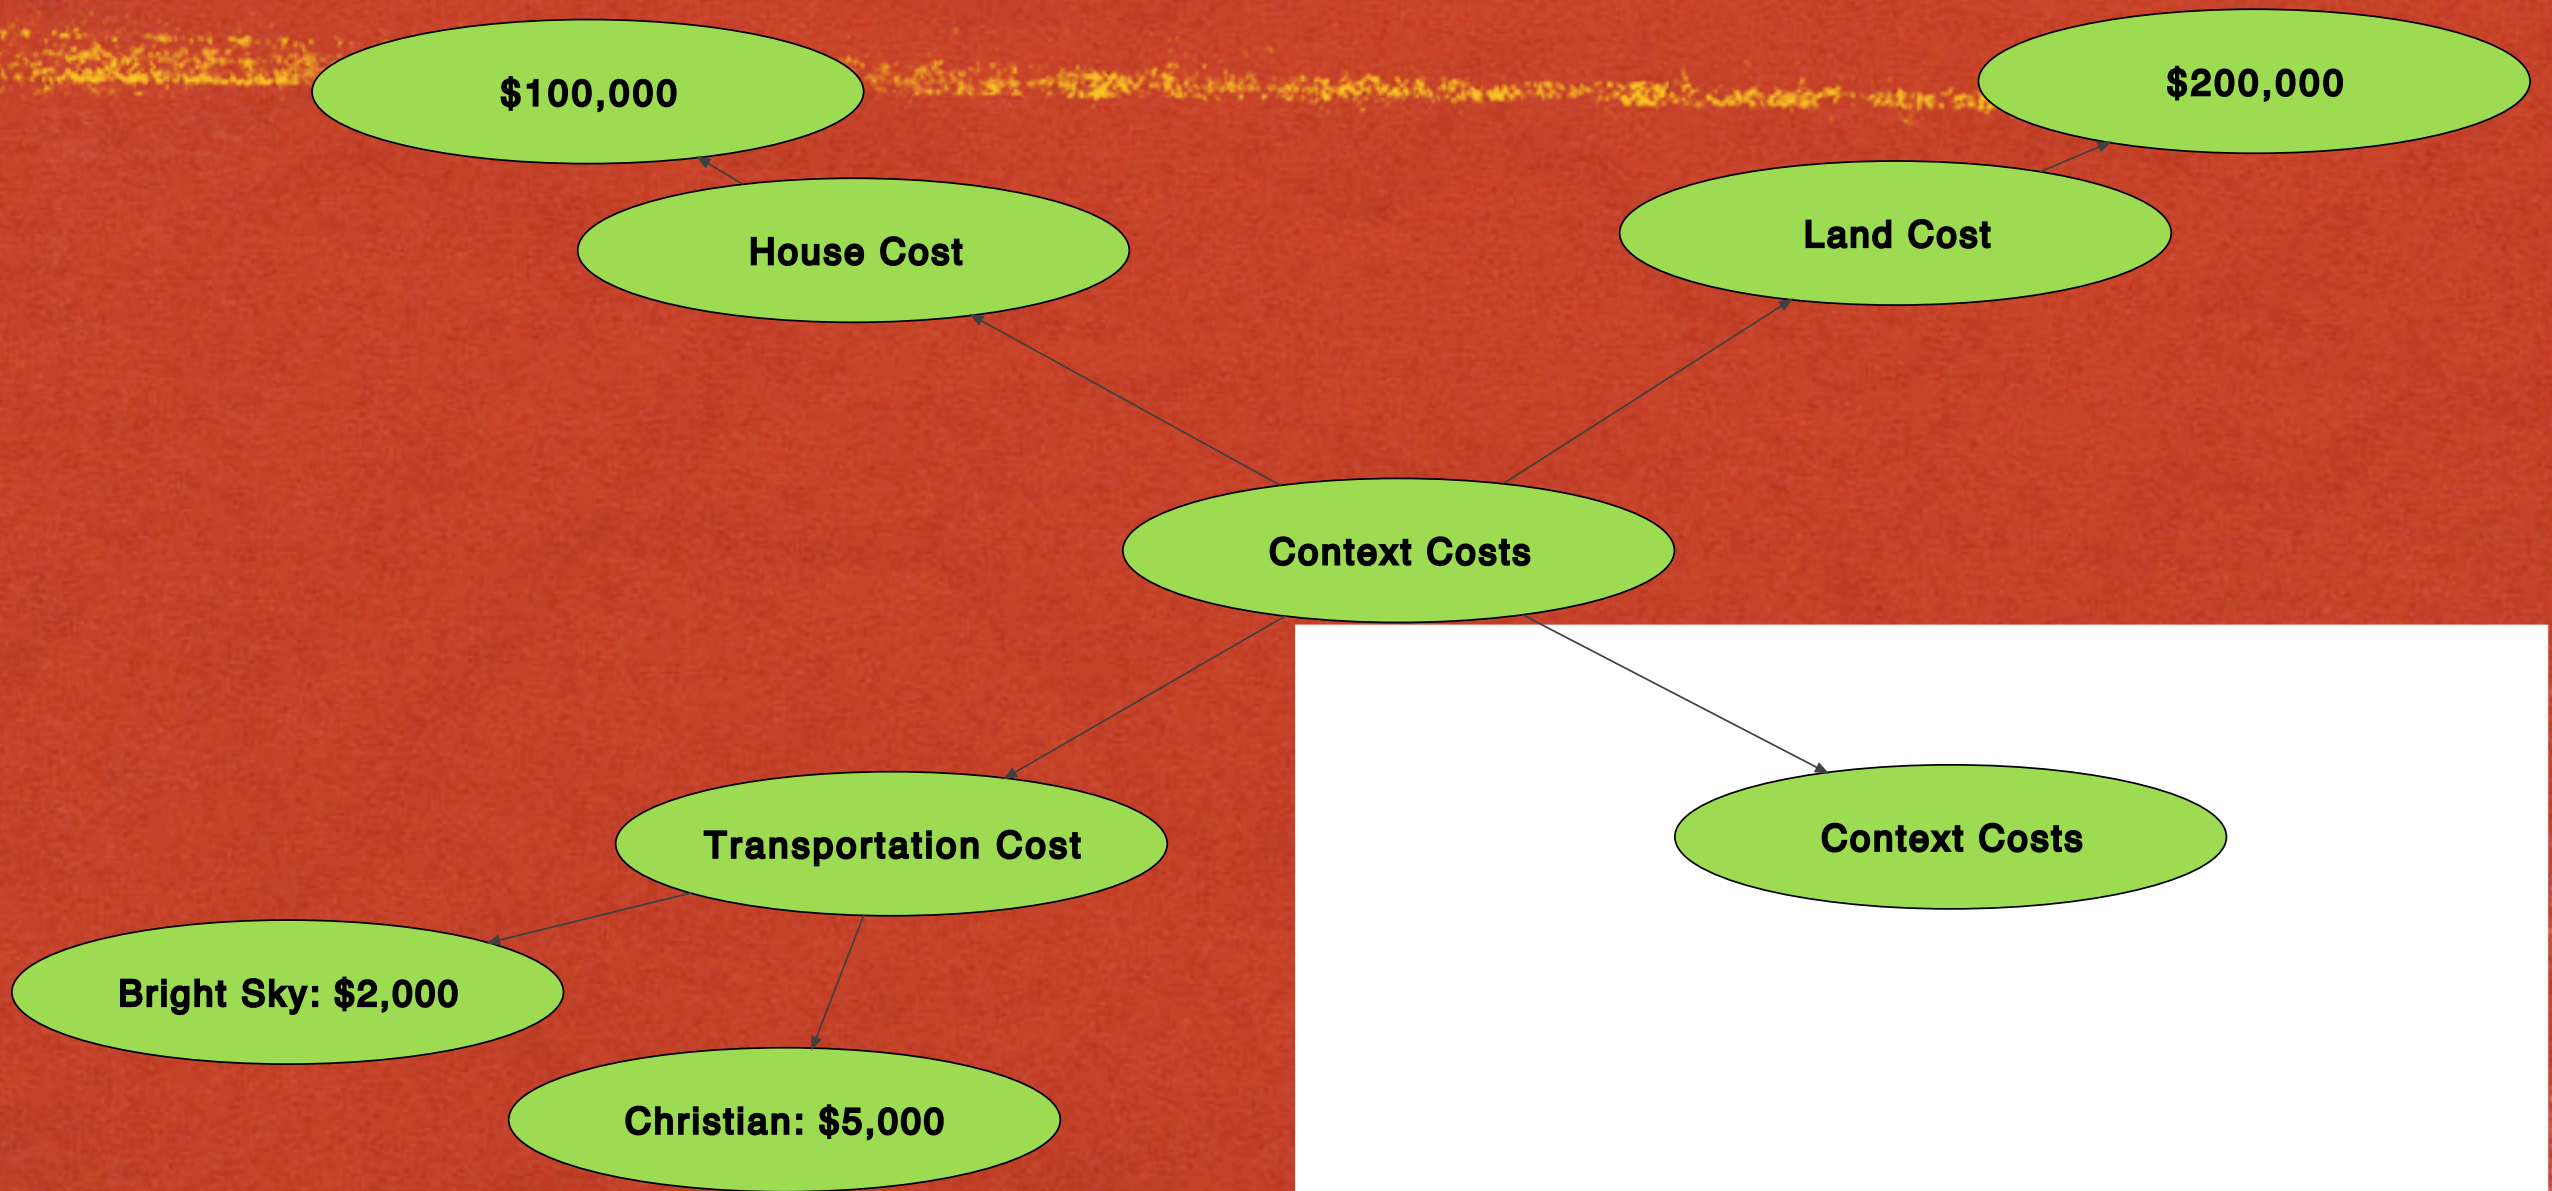 $100,000
$200,000
House Cost
Land Cost
Context Costs
Transportation Cost
Context Costs
Bright Sky: $2,000
Christian: $5,000